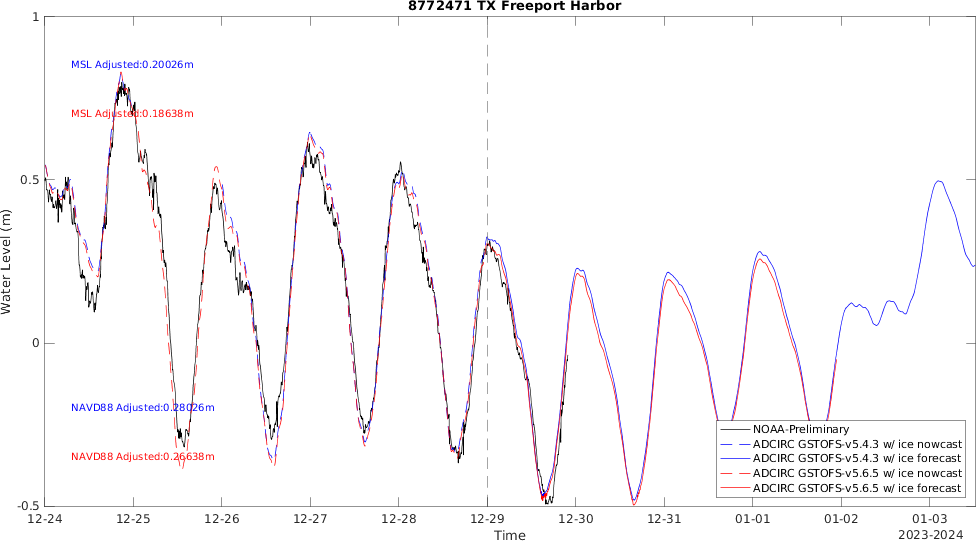 8772471 TX Freeport Harbor
1
MSL Adjusted:0.20026m
MSL Adjusted:0.18638m
0.5
Water Level (m)
0
NAVD88 Adjusted:0.28026m
NAVD88 Adjusted:0.26638m
NOAA-Preliminary
ADCIRC GSTOFS-v5.4.3 w/ ice nowcast
ADCIRC GSTOFS-v5.4.3 w/ ice forecast
ADCIRC GSTOFS-v5.6.5 w/ ice nowcast
ADCIRC GSTOFS-v5.6.5 w/ ice forecast
-0.5
12-24 12-25 12-26 12-27 12-28 12-29 12-30 12-31 01-01 01-02 01-03
Time
2023-2024